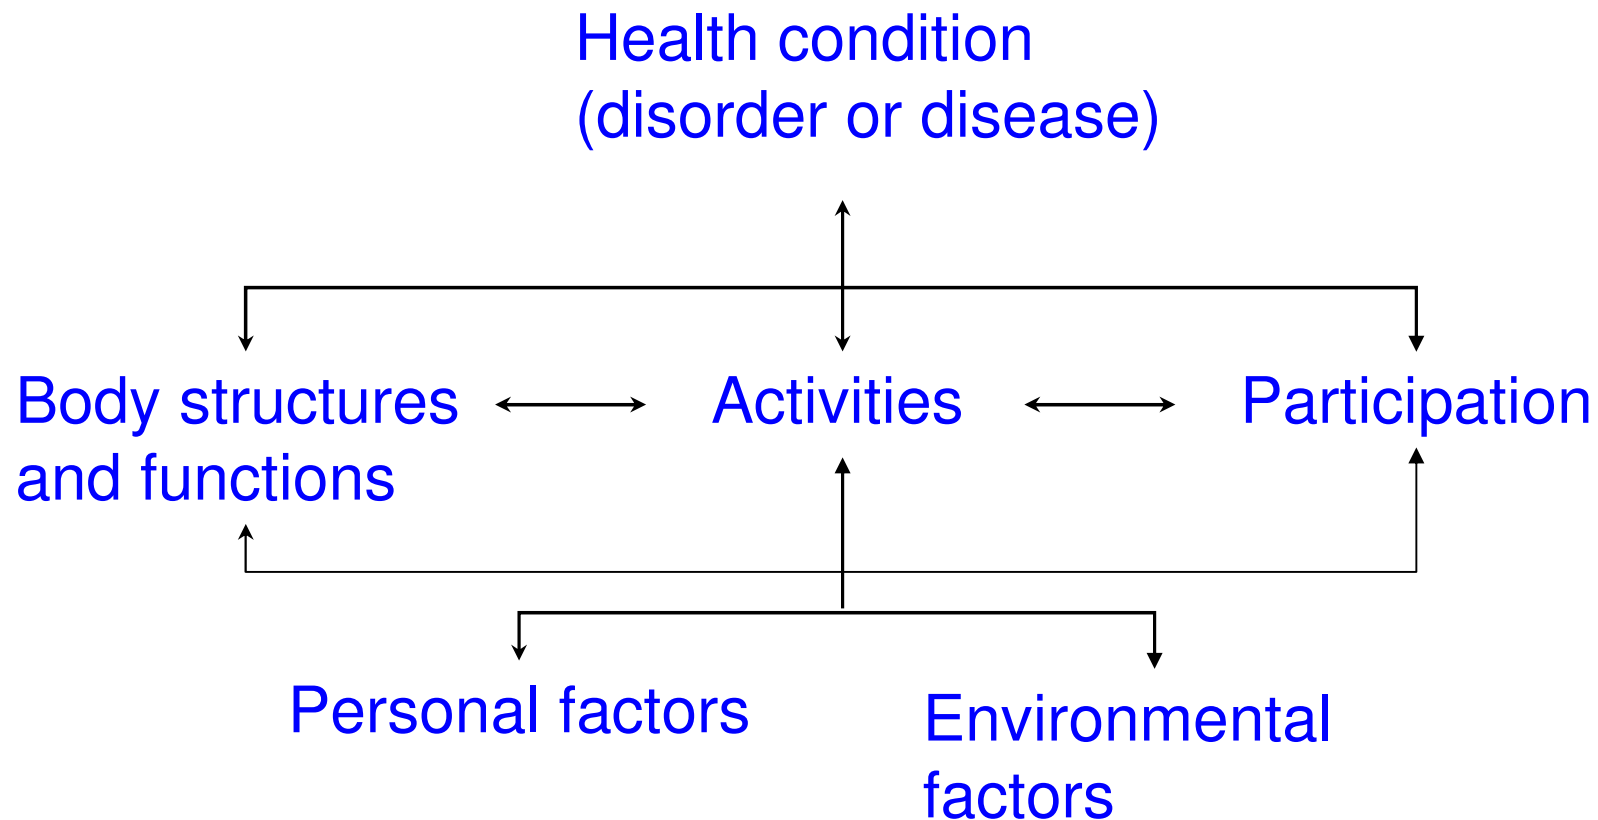 Health condition
(disorder or disease)
Body structures
and functions
Activities
Participation
Personal factors
Environmental
factors